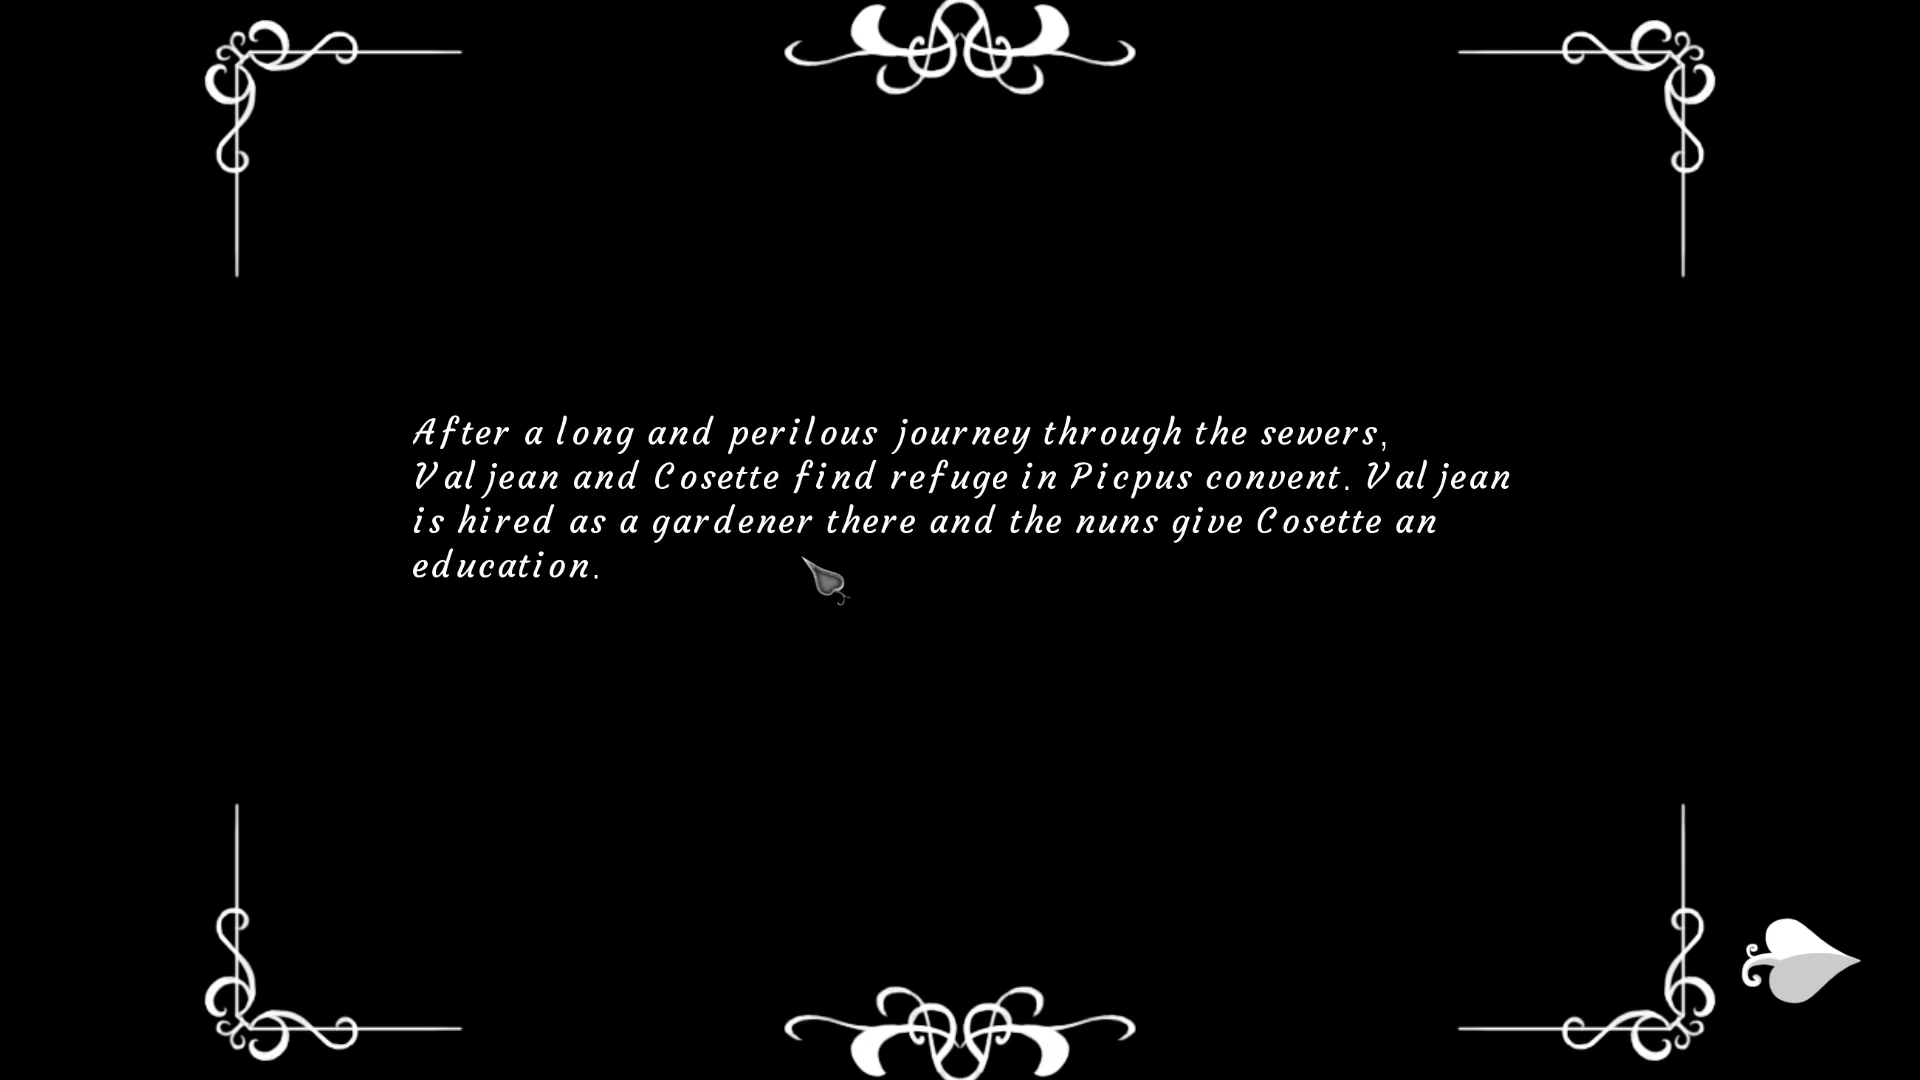 After a long and perilous journey through the sewers,
Valjean and Cosette find refuge in Picpus convent. Valjean
is hired as a gardener there and the nuns give Cosette an
education.